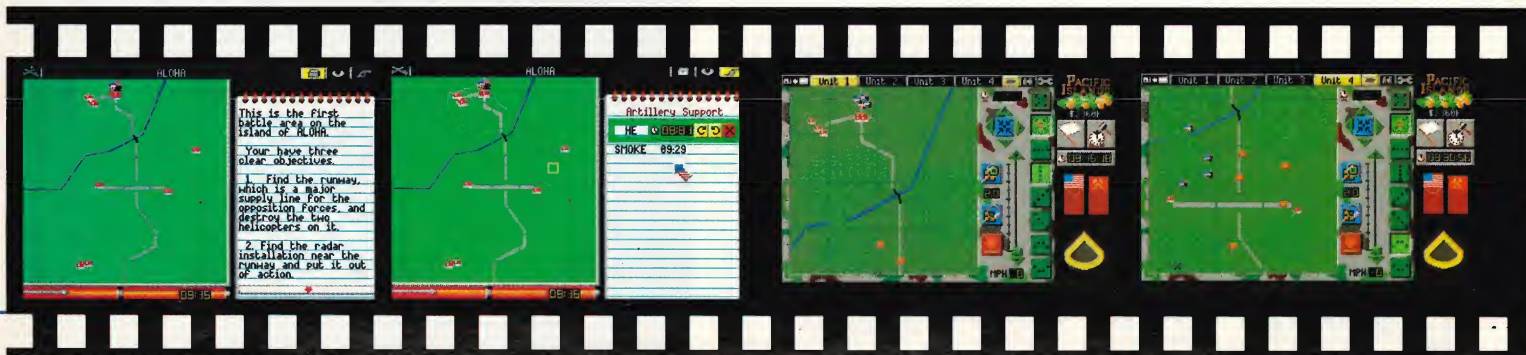 ALOHA
This is the first
battle area on the
island of ALOHA.
Your have three
clear objectives.
1. Find the runway,
which is a major
supply line for the
opposition forces, and
destroy the two
helicopters on it.
2. Find the radar
installation near the
runway and put it out
of action.
09:15
ALOHA
Artillery Support
HE
SMOKE 09:29
09:15
Unit 1 Unit 2 Unit 3 Unit 4
PACIFIC
ISLANDS
MPH
Unit 1 Unit 2 Unit 3 Unit 4
PACIFIC
ISLANDS
09:30:56
MPH